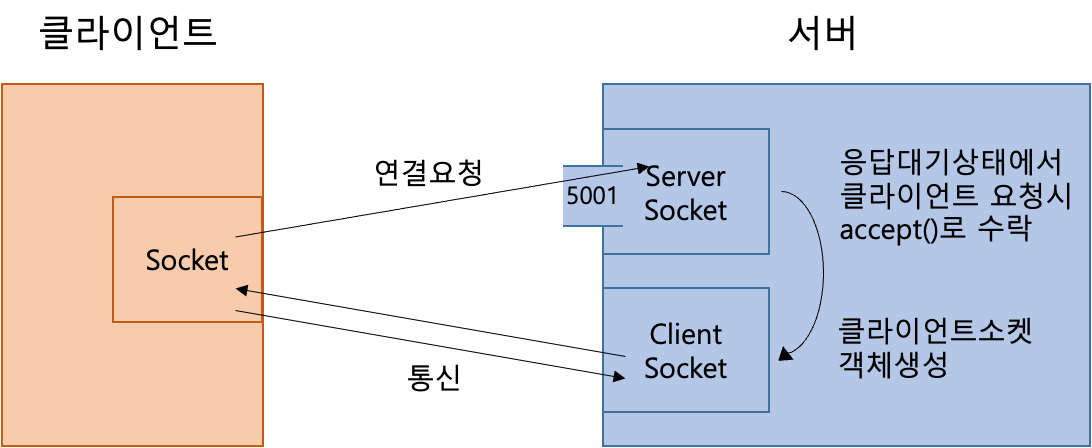 클라이언트
서버
연결요청
5001
Server
Socket
응답대기상태에서
클라이언트 요청시
accept()로 수락
Socket
Client
Socket
클라이언트소켓
객체생성
통신